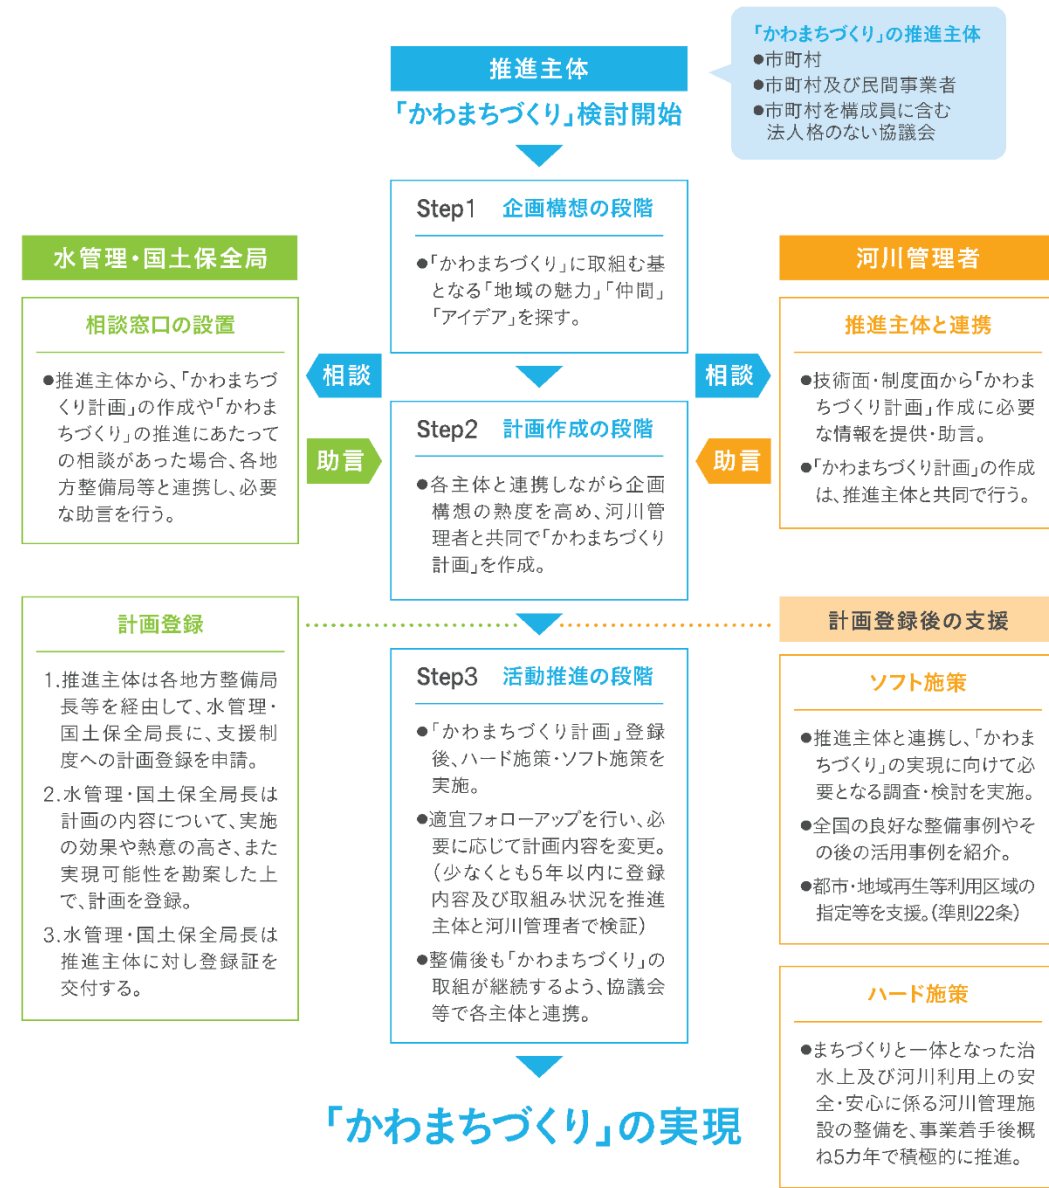 「かわまちづくり」の推進主体
●市町村
●市町村及び民間事業者
●市町村を構成員に含む
法人格のない協議会
推進主体
「かわまちづくり」検討開始
Step1 企画構想の段階
●「かわまちづくり」に取組む基
となる「地域の魅力」「仲間」
「アイデア」を探す。
水管理・国土保全局
相談窓口の設置
●推進主体から、「かわまちづ
くり計画」の作成や「かわま
ちづくり」の推進にあたって
の相談があった場合、各地
方整備局等と連携し、必要
な助言を行う。
相談
助言
河川管理者
推進主体と連携
●技術面・制度面から「かわま
ちづくり計画」作成に必要
な情報を提供・助言。
●「かわまちづくり計画」の作成
は、推進主体と共同で行う。
相談
助言
Step2 計画作成の段階
●各主体と連携しながら企画
構想の熟度を高め、河川管
理者と共同で「かわまちづくり
計画」を作成。
計画登録
1.推進主体は各地方整備局
長等を経由して、水管理・
国土保全局長に、支援制
度への計画登録を申請。
2.水管理・国土保全局長は
計画の内容について、実施
の効果や熱意の高さ、また
実現可能性を勘案した上
で、計画を登録。
3.水管理・国土保全局長は
推進主体に対し登録証を
交付する。
Step3 活動推進の段階
●「かわまちづくり計画」登録
後、ハード施策・ソフト施策を
実施。
●適宜フォローアップを行い、必
要に応じて計画内容を変更。
(少なくとも5年以内に登録
内容及び取組み状況を推進
主体と河川管理者で検証)
●整備後も「かわまちづくり」の
取組が継続するよう、協議会
等で各主体と連携。
計画登録後の支援
ソフト施策
●推進主体と連携し、「かわま
ちづくり」の実現に向けて必
要となる調査・検討を実施。
●全国の良好な整備事例やそ
の後の活用事例を紹介。
●都市・地域再生等利用区域の
指定等を支援。(準則22条)
ハード施策
●まちづくりと一体となった治
水上及び河川利用上の安
全・安心に係る河川管理施
設の整備を、事業着手後概
ね5カ年で積極的に推進。
「かわまちづくり」の実現